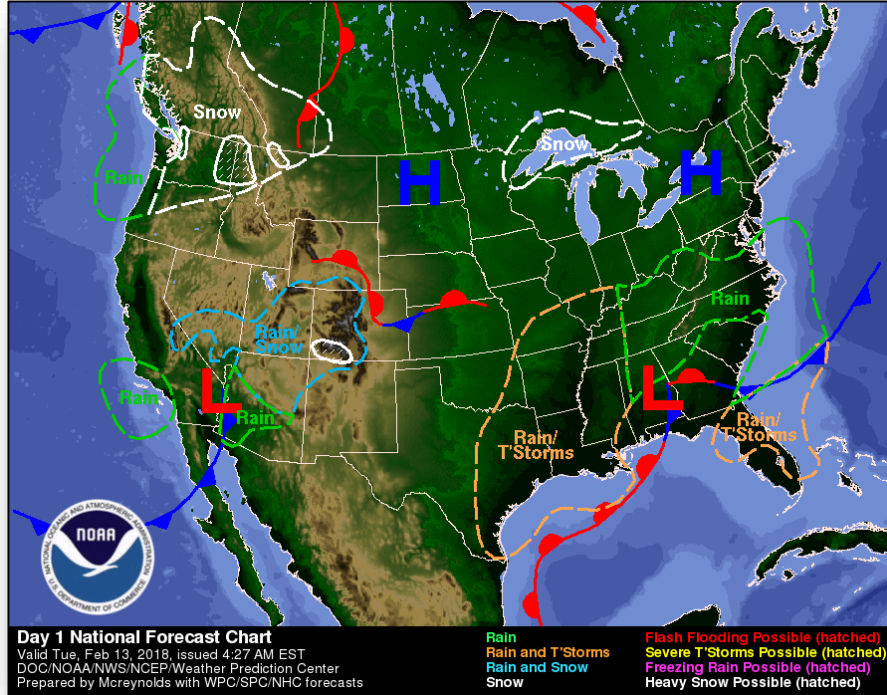 Snow
Snow
H
H
Rain
Rain
Rain/
Snow
Rain
L
Rain
L
Rain/
T'Storms
Rain/
T'Storms
NATIONAL OCEANIC AND ATMOSPHERIC ADMINISTRATION
NOAA
U.S. DEPARTMENT OF COMMERCE
Day 1 National Forecast Chart
Valid Tue, Feb 13, 2018, issued 4:27 AM EST
DOC/NOAA/NWS/NCEP/Weather Prediction Center
Prepared by Mcreynolds with WPC/SPC/NHC forecasts
Rain
Rain and T'Storms
Rain and Snow
Snow
Flash Flooding Possible (hatched)
Severe T'Storms Possible (hatched)
Freezing Rain Possible (hatched)
Heavy Snow Possible (hatched)